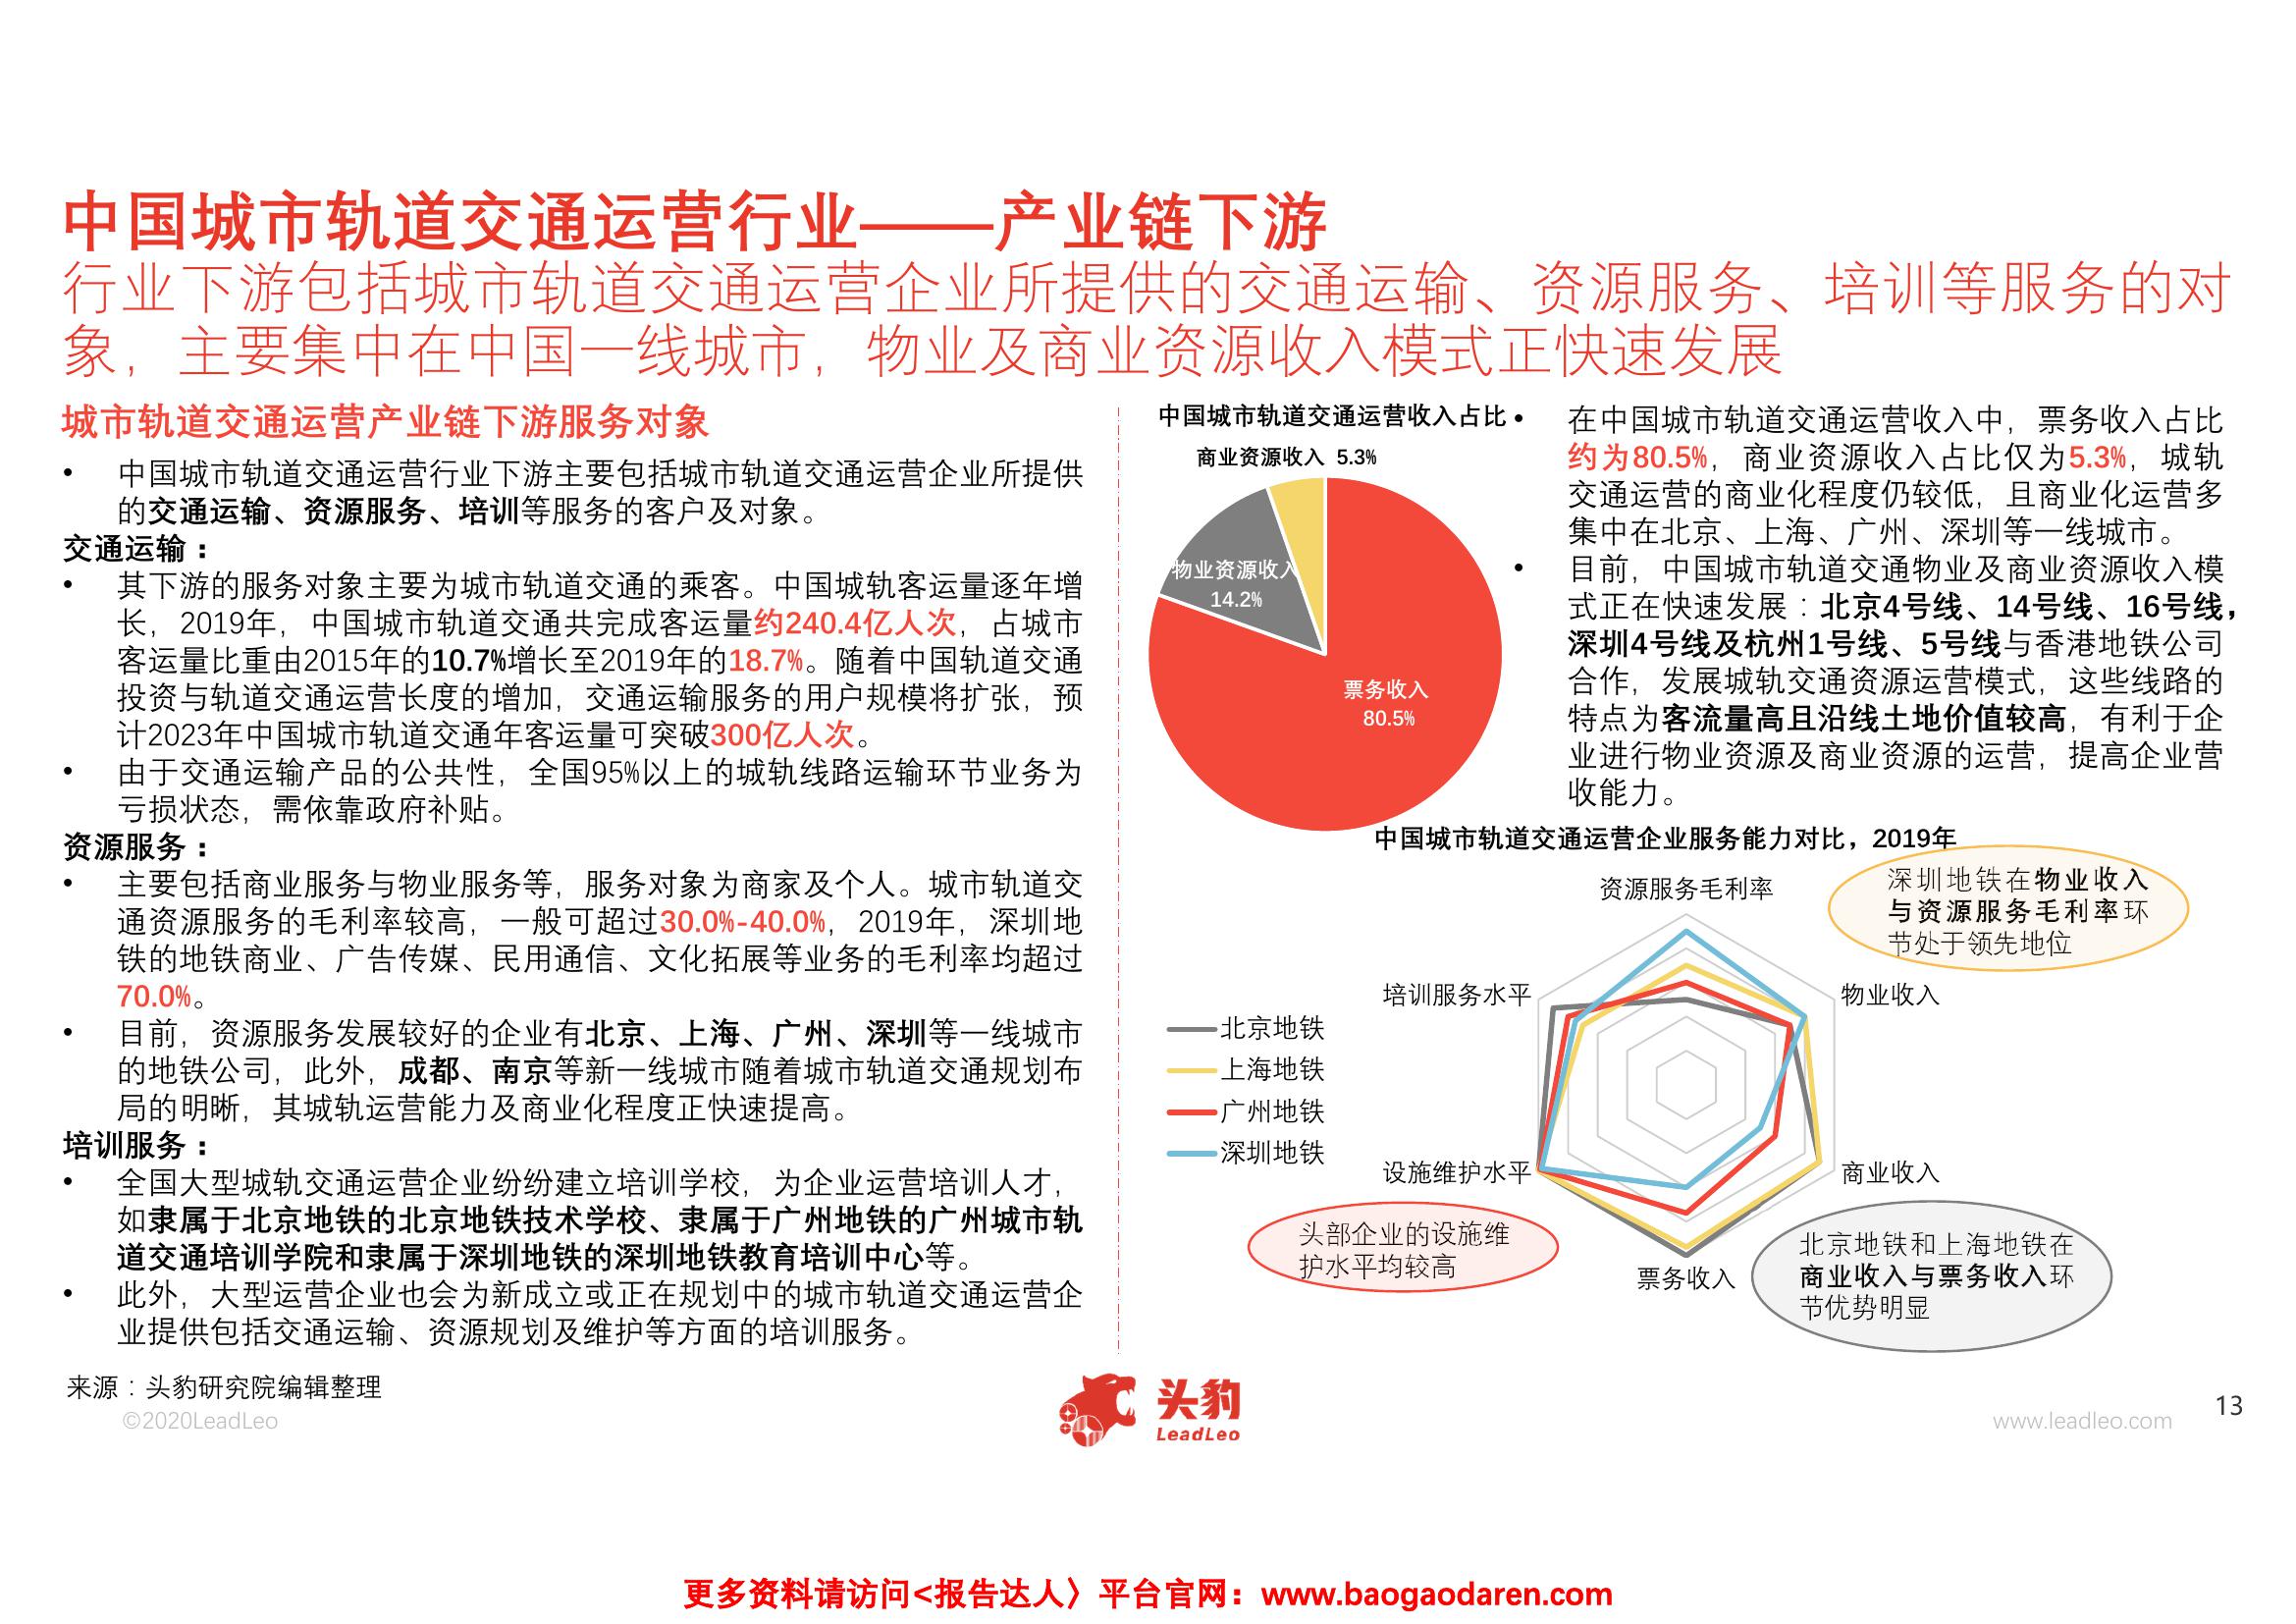 中国城市轨道交通运营行业——产业链下游
行业下游包括城市轨道交通运营企业所提供的交通运输、资源服务、培训等服务的对
象，主要集中在中国一线城市，物业及商业资源收入模式正快速发展
城市轨道交通运营产业链下游服务对象
• 中国城市轨道交通运营行业下游主要包括城市轨道交通运营企业所提供
的交通运输、资源服务、培训等服务的客户及对象。
交通运输：
• 其下游的服务对象主要为城市轨道交通的乘客。中国城轨客运量逐年增
长，2019年，中国城市轨道交通共完成客运量约240.4亿人次，占城市
客运量比重由2015年的10.7%增长至2019年的18.7%。随着中国轨道交通
投资与轨道交通运营长度的增加，交通运输服务的用户规模将扩张，预
计2023年中国城市轨道交通年客运量可突破300亿人次。
• 由于交通运输产品的公共性，全国95%以上的城轨线路运输环节业务为
亏损状态，需依靠政府补贴。
资源服务：
• 主要包括商业服务与物业服务等，服务对象为商家及个人。城市轨道交
通资源服务的毛利率较高，一般可超过30.0%-40.0%，2019年，深圳地
铁的地铁商业、广告传媒、民用通信、文化拓展等业务的毛利率均超过
70.0%。
• 目前，资源服务发展较好的企业有北京、上海、广州、深圳等一线城市
的地铁公司，此外，成都、南京等新一线城市随着城市轨道交通规划布
局的明晰，其城轨运营能力及商业化程度正快速提高。
培训服务：
• 全国大型城轨交通运营企业纷纷建立培训学校，为企业运营培训人才，
如隶属于北京地铁的北京地铁技术学校、隶属于广州地铁的广州城市轨
道交通培训学院和隶属于深圳地铁的深圳地铁教育培训中心等。
• 此外，大型运营企业也会为新成立或正在规划中的城市轨道交通运营企
业提供包括交通运输、资源规划及维护等方面的培训服务。
中国城市轨道交通运营收入占比
商业资源收入 5.3%
物业资源收入
14.2%
票务收入
80.5%
• 在中国城市轨道交通运营收入中，票务收入占比
约为80.5%，商业资源收入占比仅为5.3%，城轨
交通运营的商业化程度仍较低，且商业化运营多
集中在北京、上海、广州、深圳等一线城市。
• 目前，中国城市轨道交通物业及商业资源收入模
式正在快速发展：北京4号线、14号线、16号线，
深圳4号线及杭州1号线、5号线与香港地铁公司
合作，发展城轨交通资源运营模式，这些线路的
特点为客流量高且沿线土地价值较高，有利于企
业进行物业资源及商业资源的运营，提高企业营
收能力。
中国城市轨道交通运营企业服务能力对比，2019年
深圳地铁在物业收入
与资源服务毛利率环
节处于领先地位
资源服务毛利率
培训服务水平
物业收入
北京地铁
上海地铁
广州地铁
深圳地铁
设施维护水平
商业收入
票务收入
头部企业的设施维
护水平均较高
北京地铁和上海地铁在
商业收入与票务收入环
节优势明显
来源：头豹研究院编辑整理
©2020LeadLeo
头豹
LeadLeo
www.leadleo.com
13
更多资料请访问<报告达人〉平台官网：www.baogaodaren.com